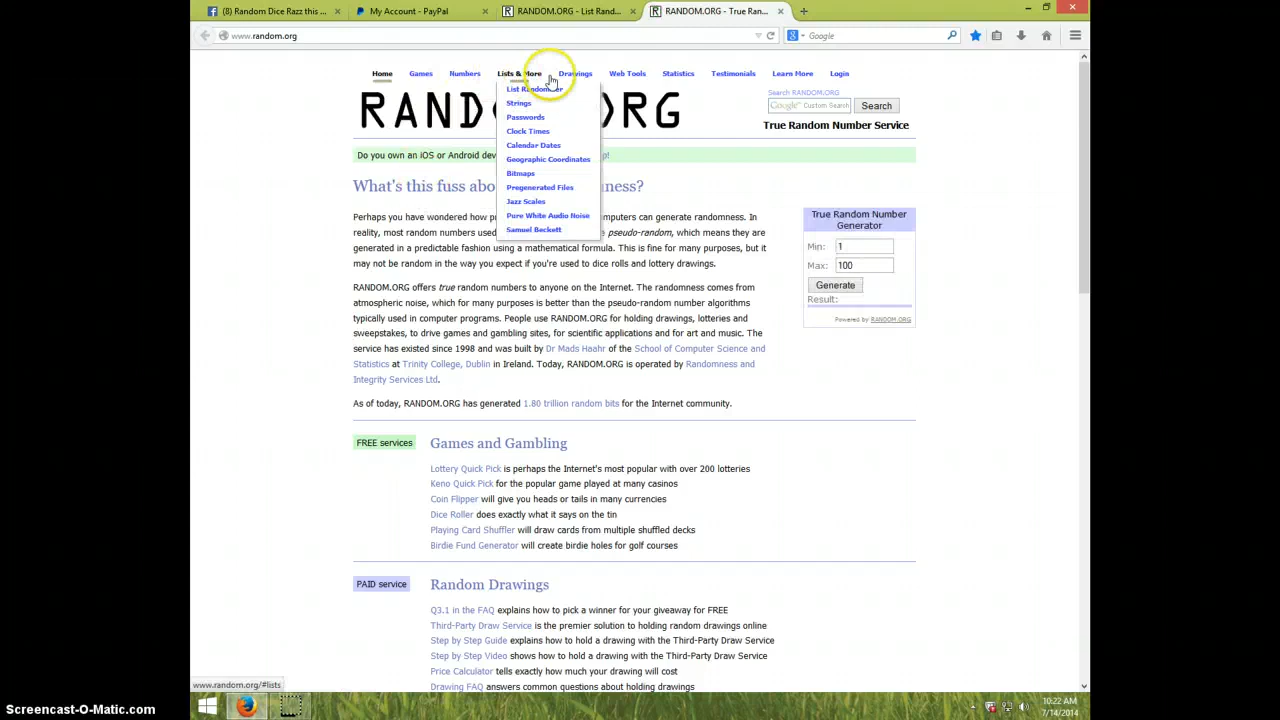 (8) Random Dice Razz this ...
My Account - PayPal
RANDOM.ORG - List Rand...
RANDOM.ORG - True Ran...
www.random.org
Google
Home Games Numbers Lists & More Drawings Web Tools Statistics Testimonials Learn More Login
List Randomizer
Strings
Passwords
Clock Times
Calendar Dates
Geographic Coordinates
Bitmaps
Pregenerated Files
Jazz Scales
Pure White Audio Noise
Samuel Beckett
Search RANDOM.ORG
Google Custom Search
Search
RAND ORG
True Random Number Service
Do you own an iOS or Android dev p!
What's this fuss abo ness?
Perhaps you have wondered how p puters can generate randomness. In
reality, most random numbers used pseudo-random, which means they are
generated in a predictable fashion using a mathematical formula. This is fine for many purposes, but it
may not be random in the way you expect if you're used to dice rolls and lottery drawings.
RANDOM.ORG offers true random numbers to anyone on the Internet. The randomness comes from
atmospheric noise, which for many purposes is better than the pseudo-random number algorithms
typically used in computer programs. People use RANDOM.ORG for holding drawings, lotteries and
sweepstakes, to drive games and gambling sites, for scientific applications and for art and music. The
service has existed since 1998 and was built by Dr Mads Haahr of the School of Computer Science and
Statistics at Trinity College, Dublin in Ireland. Today, RANDOM.ORG is operated by Randomness and
Integrity Services Ltd.
As of today, RANDOM.ORG has generated 1.80 trillion random bits for the Internet community.
True Random Number
Generator
Min: 1
Max: 100
Generate
Result:
Powered by RANDOM.ORG
FREE services
Games and Gambling
Lottery Quick Pick is perhaps the Internet's most popular with over 200 lotteries
Keno Quick Pick for the popular game played at many casinos
Coin Flipper will give you heads or tails in many currencies
Dice Roller does exactly what it says on the tin
Playing Card Shuffler will draw cards from multiple shuffled decks
Birdie Fund Generator will create birdie holes for golf courses
PAID service
Random Drawings
Q3.1 in the FAQ explains how to pick a winner for your giveaway for FREE
Third-Party Draw Service is the premier solution to holding random drawings online
Step by Step Guide explains how to hold a drawing with the Third-Party Draw Service
Step by Step Video shows how to hold a drawing with the Third-Party Draw Service
Price Calculator tells exactly how much your drawing will cost
Drawing FAQ answers common questions about holding drawings
www.random.org/#lists
10:22 AM
7/14/2014
Screencast-O-Matic.com